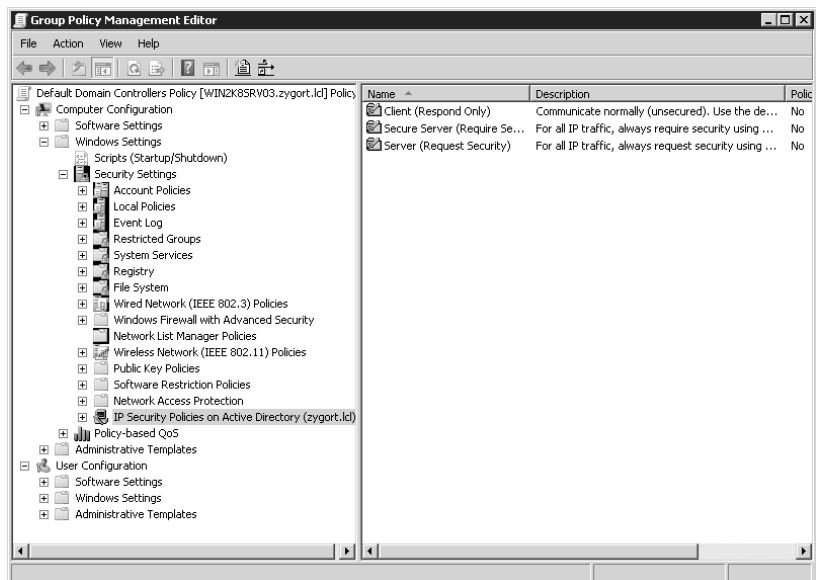 Group Policy Management Editor
File Action View Help
Default Domain Controllers Policy [WIN2K8SRV03.zygort.lcl] Policy
Computer Configuration
Software Settings
Windows Settings
Scripts (Startup/Shutdown)
Security Settings
Account Policies
Local Policies
Event Log
Restricted Groups
System Services
Registry
File System
Wired Network (IEEE 802.3) Policies
Windows Firewall with Advanced Security
Network List Manager Policies
Wireless Network (IEEE 802.11) Policies
Public Key Policies
Software Restriction Policies
Network Access Protection
IP Security Policies on Active Directory (zygort.lcl)
Policy-based QoS
Administrative Templates
User Configuration
Software Settings
Windows Settings
Administrative Templates
Name Description Polic
Client (Respond Only) Communicate normally (unsecured). Use the de... No
Secure Server (Require Se... For all IP traffic, always require security using ... No
Server (Request Security) For all IP traffic, always request security using ... No